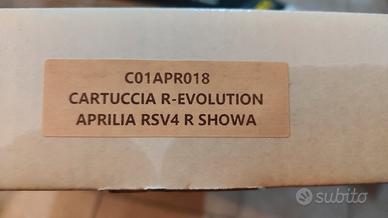 C01APR018
CARTUCCIA R-EVOLUTION
APRILIA RSV4 R SHOWA
subito